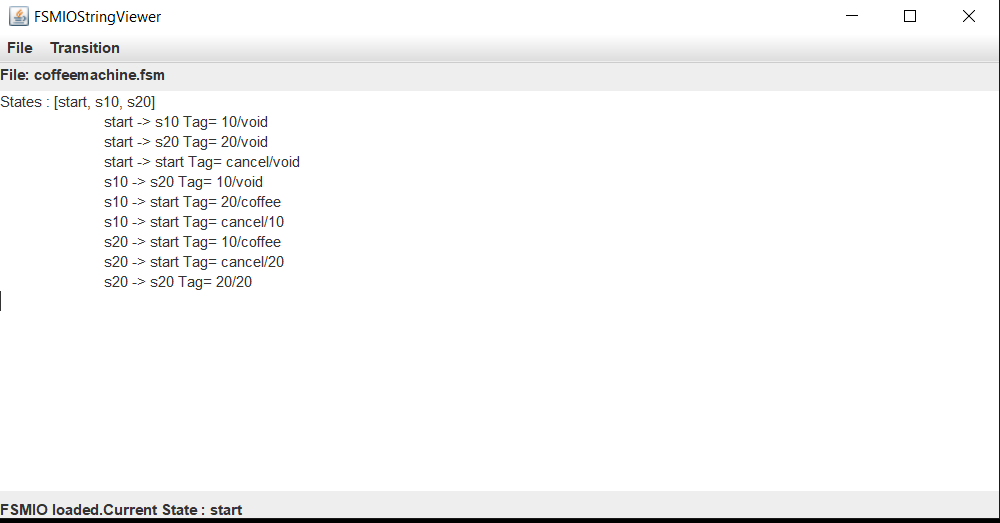 FSMIOStringViewer
File Transition
File: coffeemachine.fsm
States : [start, s10, s20]
start -> s10 Tag= 10/void
start -> s20 Tag= 20/void
start -> start Tag= cancel/void
s10 -> s20 Tag= 10/void
s10 -> start Tag= 20/coffee
s10 -> start Tag= cancel/10
s20 -> start Tag= 10/coffee
s20 -> start Tag= cancel/20
s20 -> s20 Tag= 20/20
FSMIO loaded.Current State : start